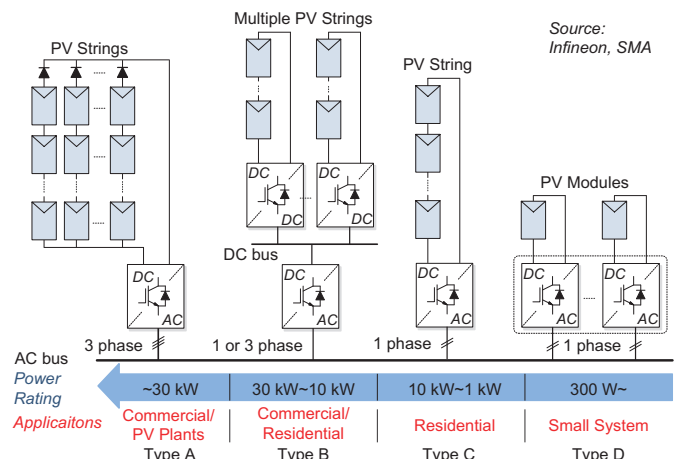 Multiple PV Strings
Source:
Infineon, SMA
PV Strings
PV String
PV Modules
DC
DC
DC
DC
DC bus
DC
AC
DC
AC
DC
AC
DC
AC
DC
AC
3 phase
1 or 3 phase
1 phase
1 phase
AC bus
Power
Rating
~30 kW
30 kW~10 kW
10 kW~1 kW
300 W~
Applicaitons
Commercial/
PV Plants
Commercial/
Residential
Residential
Small System
Type A
Type B
Type C
Type D